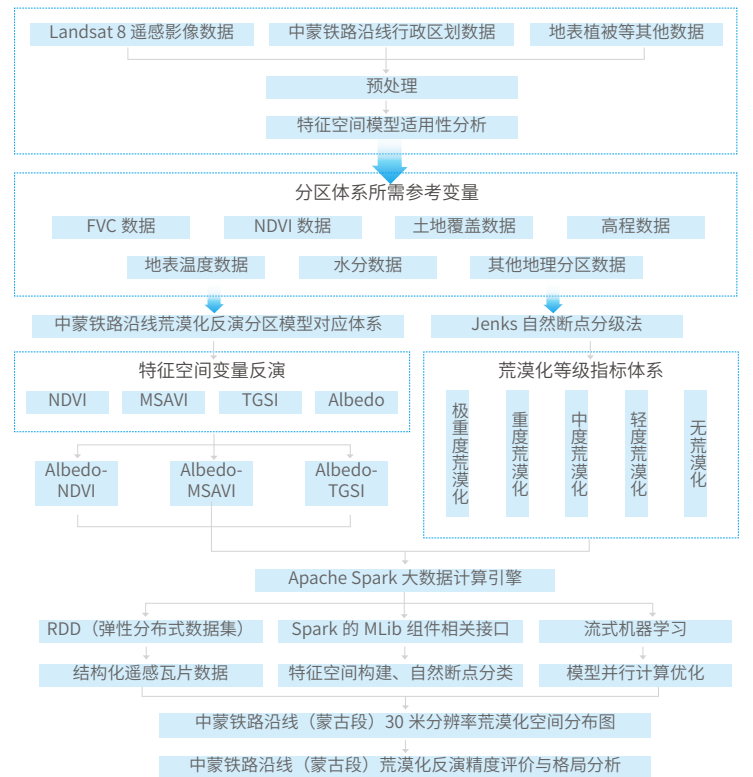 Landsat 8 遥感影像数据
中蒙铁路沿线行政区划数据
地表植被等其他数据
预处理
特征空间模型适用性分析
分区体系所需参考变量
FVC 数据
NDVI 数据
土地覆盖数据
高程数据
地表温度数据
水分数据
其他地理分区数据
中蒙铁路沿线荒漠化反演分区模型对应体系
Jenks 自然断点分级法
特征空间变量反演
NDVI
MSAVI
TGSI
Albedo
Albedo-
NDVI
Albedo-
MSAVI
Albedo-
TGSI
荒漠化等级指标体系
极重度荒漠化
重度荒漠化
中度荒漠化
轻度荒漠化
无荒漠化
Apache Spark 大数据计算引擎
RDD（弹性分布式数据集）
Spark 的 MLib 组件相关接口
流式机器学习
结构化遥感瓦片数据
特征空间构建、自然断点分类
模型并行计算优化
中蒙铁路沿线（蒙古段）30 米分辨率荒漠化空间分布图
中蒙铁路沿线（蒙古段）荒漠化反演精度评价与格局分析